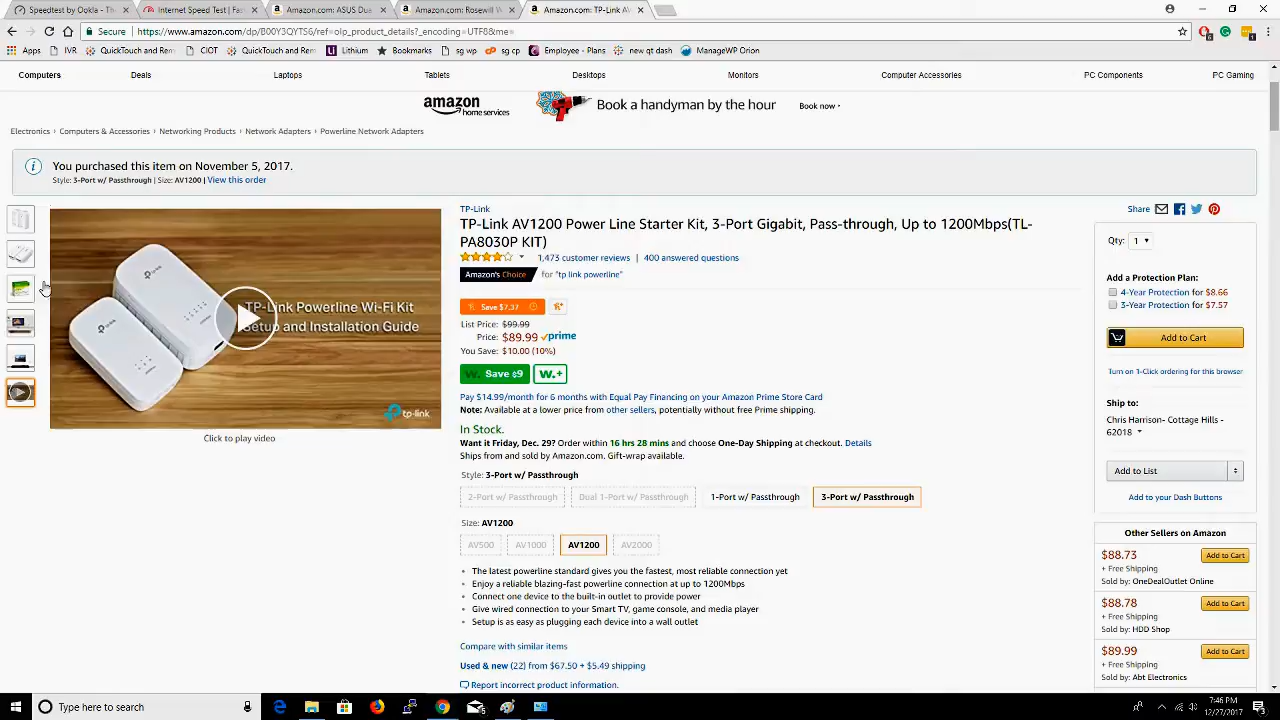 Speedtest by Ookla - Th
Internet Speed Test | Fas
Amazon.com: ASUS Dua
Amazon.com: Rosewill W
Amazon.com: TP-Link AV
Secure
https://www.amazon.com/dp/B00Y3QYTS6/ref=olp_product_details?_encoding=UTF8&me=
Apps
IVR
QuickTouch and Rem
CIOT
QuickTouch and Rem
Lithium
Bookmarks
sg wp
sg cp
Employee - Plans
new qt dash
ManageWP Orion
Computers
Deals
Laptops
Tablets
Desktops
Monitors
Computer Accessories
PC Components
PC Gaming
amazon
home services
Book a handyman by the hour
Book now ›
Electronics › Computers & Accessories › Networking Products › Network Adapters › Powerline Network Adapters
You purchased this item on November 5, 2017.
Style: 3-Port w/ Passthrough | Size: AV1200 | View this order
TP-Link Powerline Wi-Fi Kit
Setup and Installation Guide
tp-link
Click to play video
TP-Link
TP-Link AV1200 Power Line Starter Kit, 3-Port Gigabit, Pass-through, Up to 1200Mbps(TL-
PA8030P KIT)
1,473 customer reviews | 400 answered questions
Amazon's Choice for "tp link powerline"
Save $7.37
List Price: $99.99
Price: $89.99 prime
You Save: $10.00 (10%)
w. Save $9
w.+
Pay $14.99/month for 6 months with Equal Pay Financing on your Amazon Prime Store Card
Note: Available at a lower price from other sellers, potentially without free Prime shipping.
In Stock.
Want it Friday, Dec. 29? Order within 16 hrs 28 mins and choose One-Day Shipping at checkout. Details
Ships from and sold by Amazon.com. Gift-wrap available.
Style: 3-Port w/ Passthrough
2-Port w/ Passthrough
Dual 1-Port w/ Passthrough
1-Port w/ Passthrough
3-Port w/ Passthrough
Size: AV1200
AV500
AV1000
AV1200
AV2000
• The latest powerline standard gives you the fastest, most reliable connection yet
• Enjoy a reliable blazing-fast powerline connection at up to 1200Mbps
• Connect one device to the built-in outlet to provide power
• Give wired connection to your Smart TV, game console, and media player
• Setup is as easy as plugging each device into a wall outlet
Compare with similar items
Used & new (22) from $67.50 + $5.49 shipping
Report incorrect product information.
Share
Qty: 1
Add a Protection Plan:
4-Year Protection for $8.66
3-Year Protection for $7.57
Add to Cart
Turn on 1-Click ordering for this browser
Ship to:
Chris Harrison- Cottage Hills -
62018
Add to List
Add to your Dash Buttons
Other Sellers on Amazon
$88.73
Add to Cart
+ Free Shipping
Sold by: OneDealOutlet Online
$88.78
Add to Cart
+ Free Shipping
Sold by: HDD Shop
$89.99
Add to Cart
+ Free Shipping
Sold by: Abt Electronics
Type here to search
7:46 PM
12/27/2017